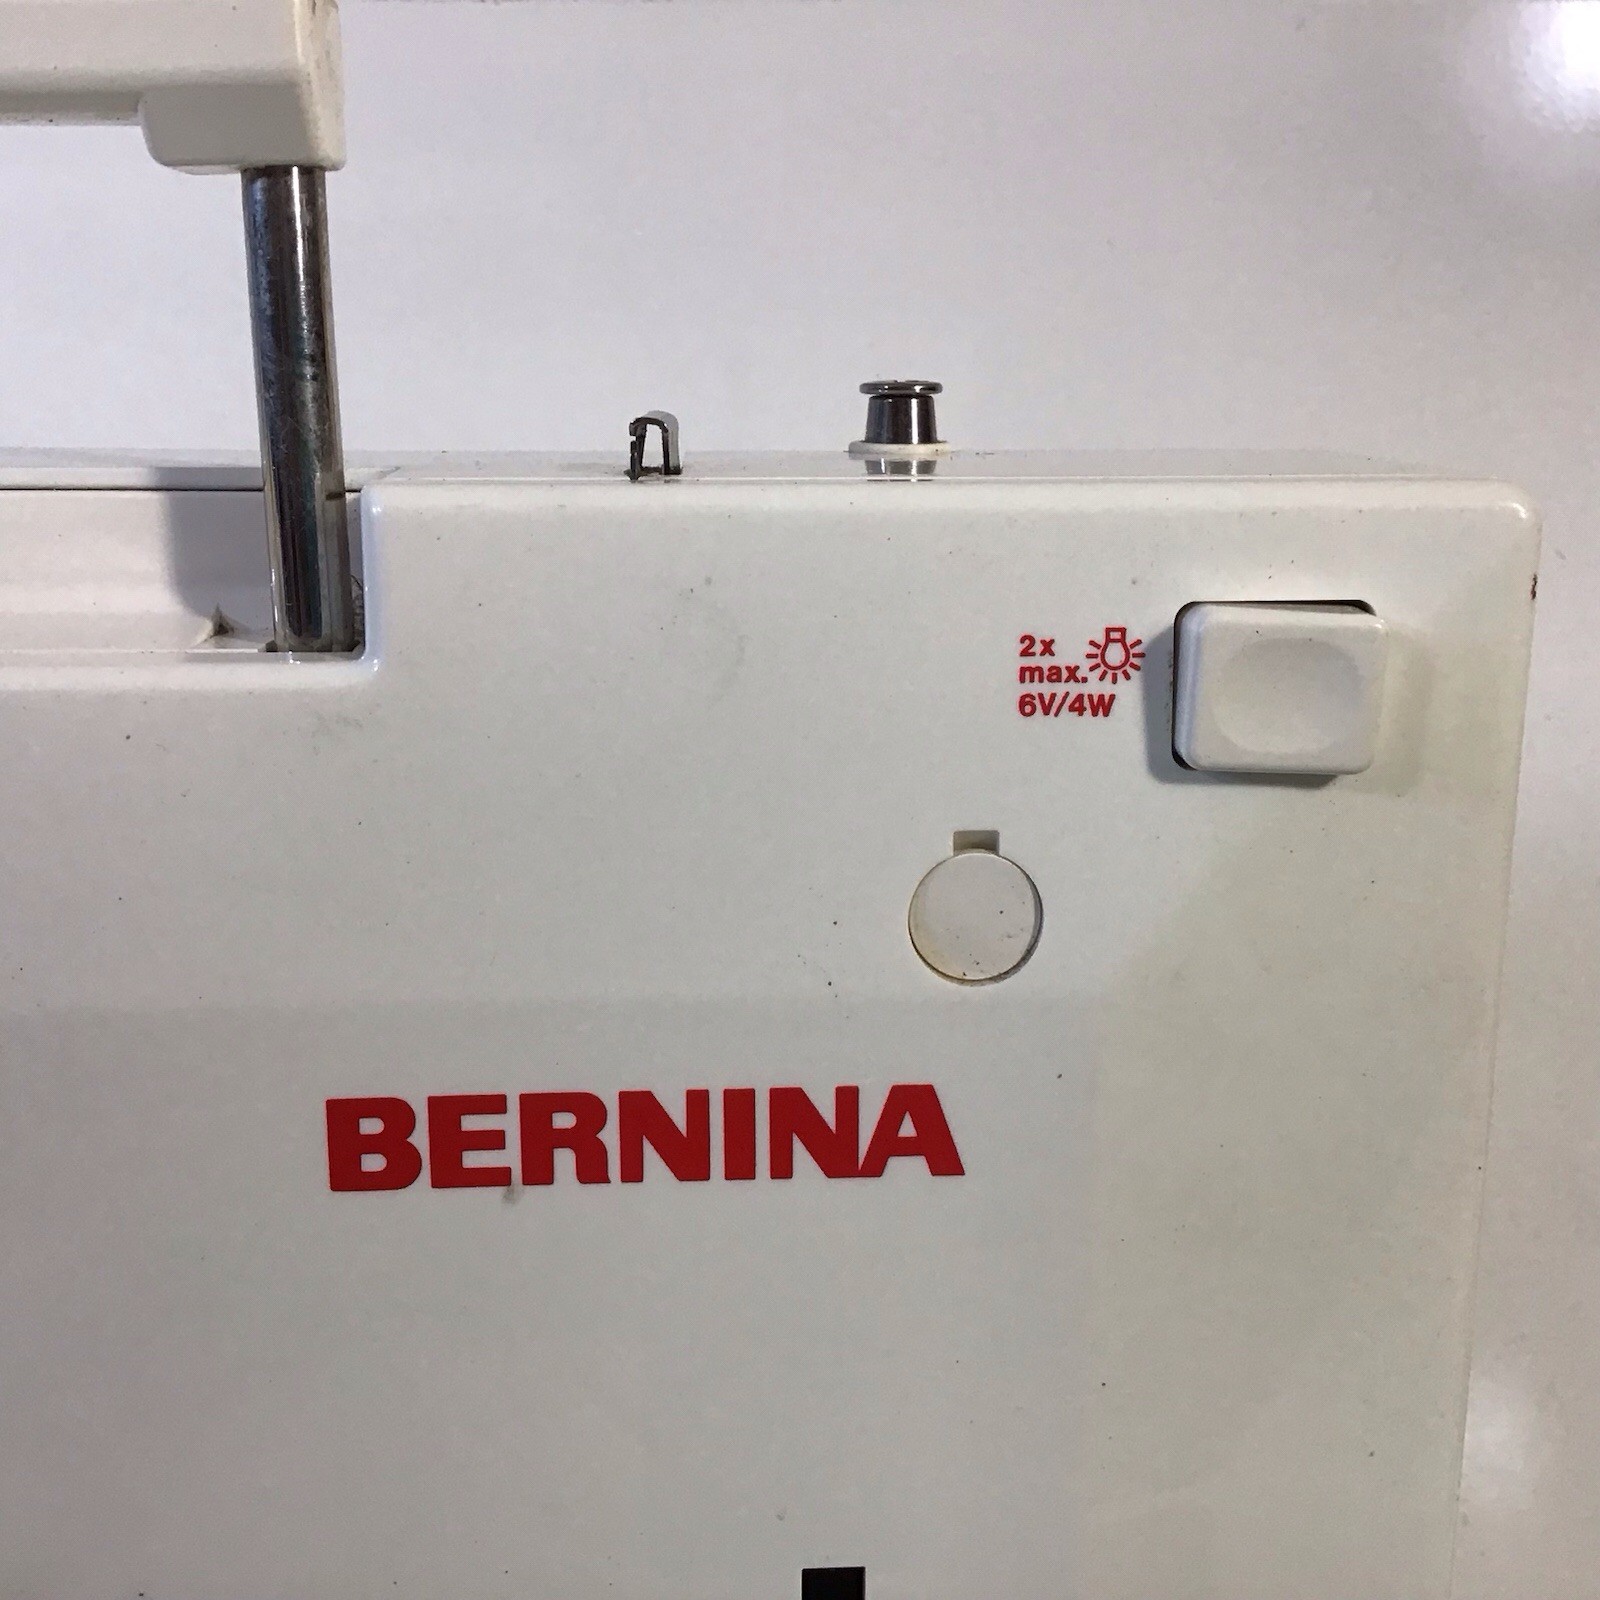 2x
max.
6V/4W
BERNINA